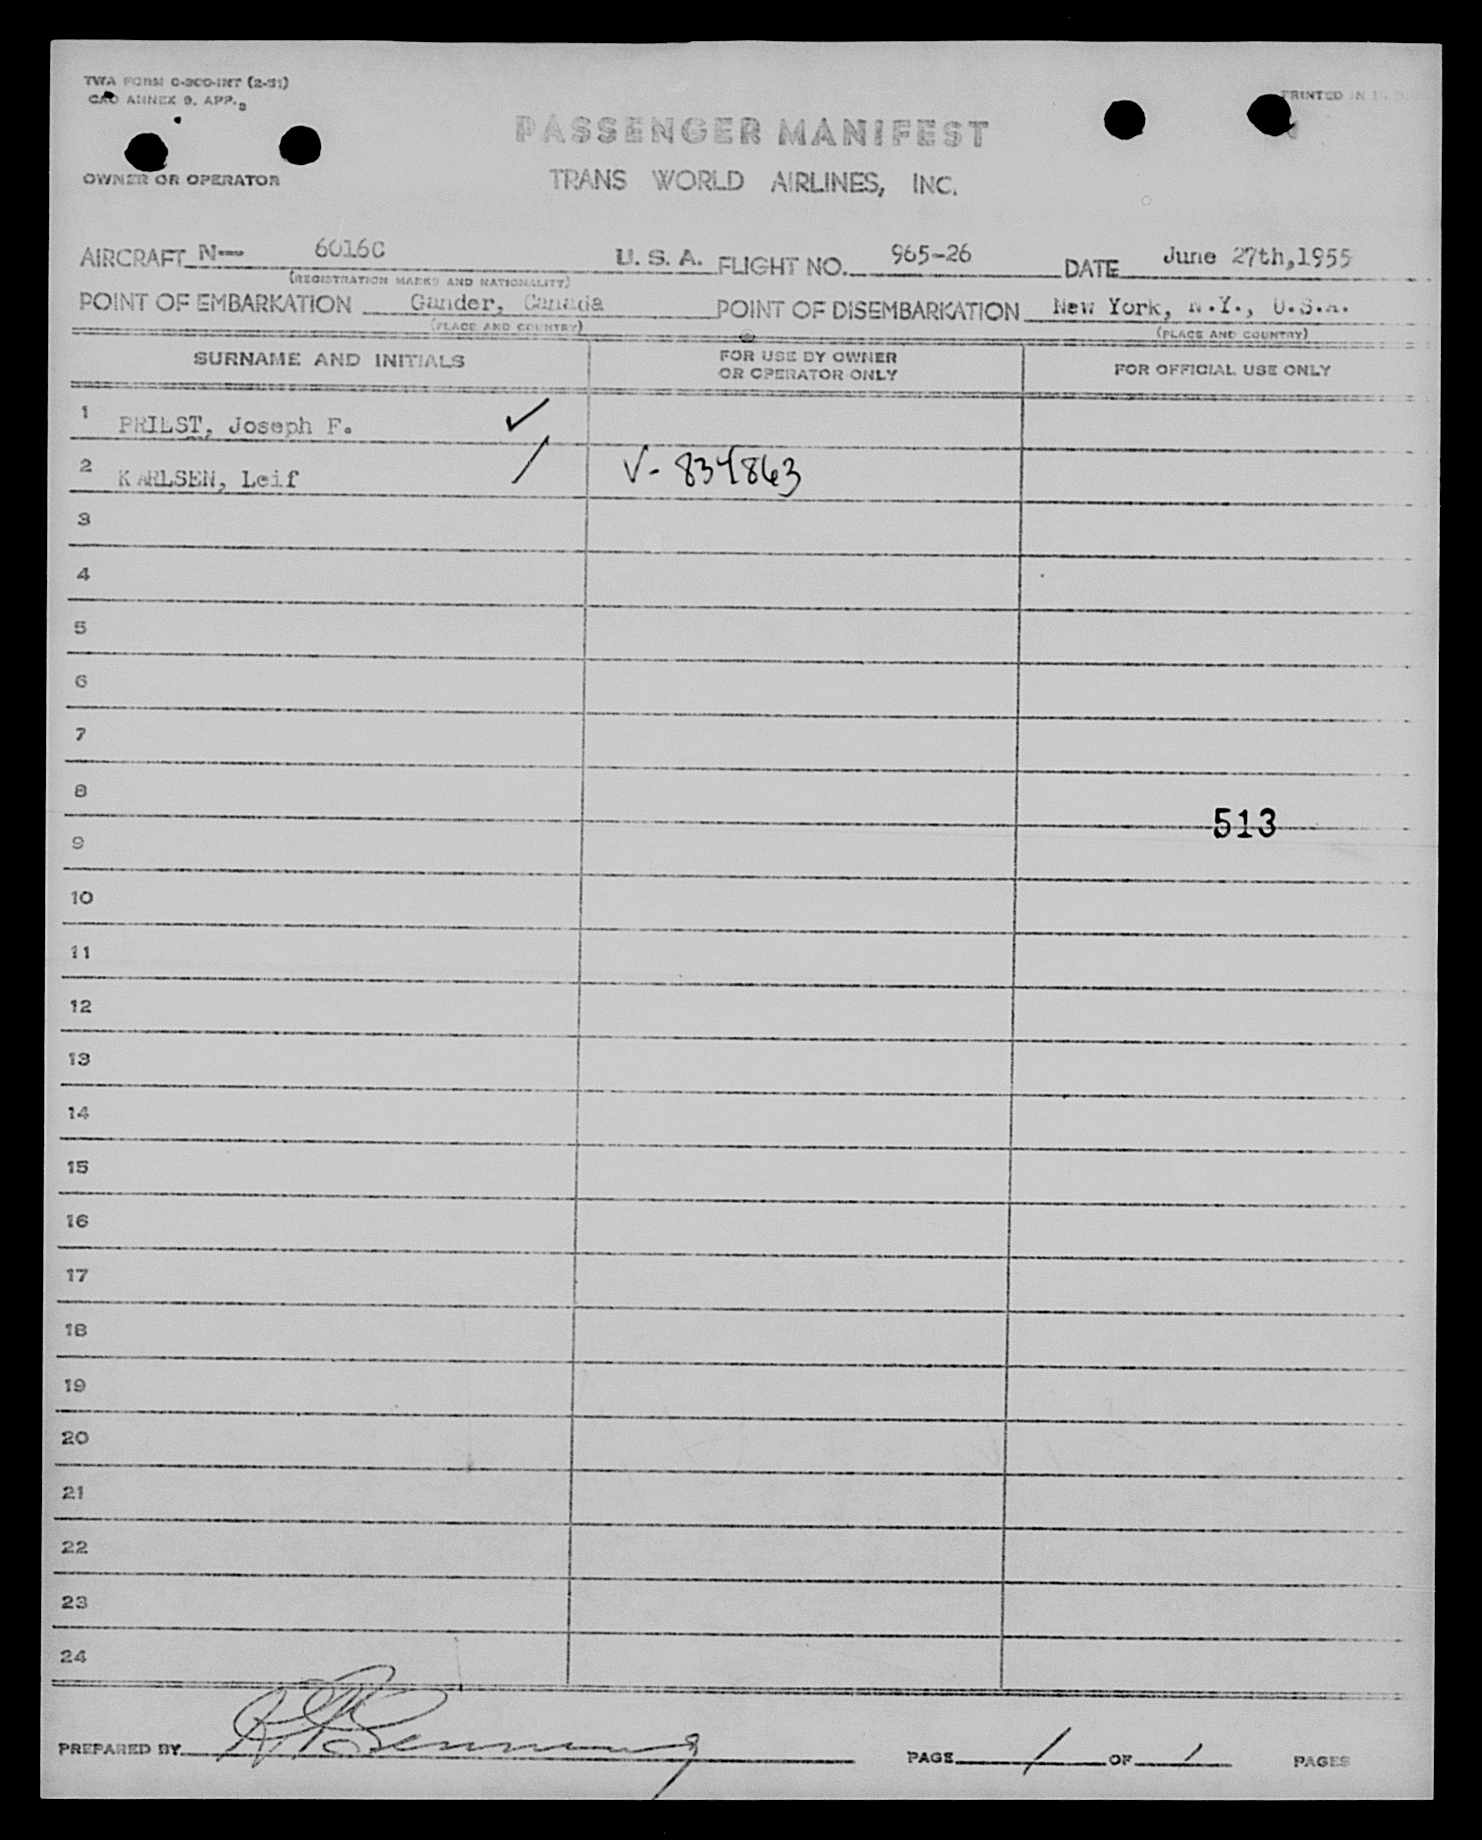 TWA FORM C-300-INT (2-51)
CAO ANNEX 9. APP. 3
PRINTED IN
PASSENGER MANIFEST
OWNER OR OPERATOR
TRANS WORLD AIRLINES, INC.
AIRCRAFT N-- 6016C U. S. A. FLIGHT NO. 965-26 DATE June 27th,1955
(REGISTRATION MARKS AND NATIONALITY)
POINT OF EMBARKATION Gander, Canada POINT OF DISEMBARKATION New York, N.Y., U.S.A.
(PLACE AND COUNTRY) (PLACE AND COUNTRY)
SURNAME AND INITIALS FOR USE BY OWNER OR OPERATOR ONLY FOR OFFICIAL USE ONLY
1 PRILST, Joseph F. ✓
2 KARLSEN, Leif / V-834863
3
4
5
6
7
8
513
9
10
11
12
13
14
15
16
17
18
19
20
21
22
23
24
PREPARED BY PAGE 1 OF 1 PAGES